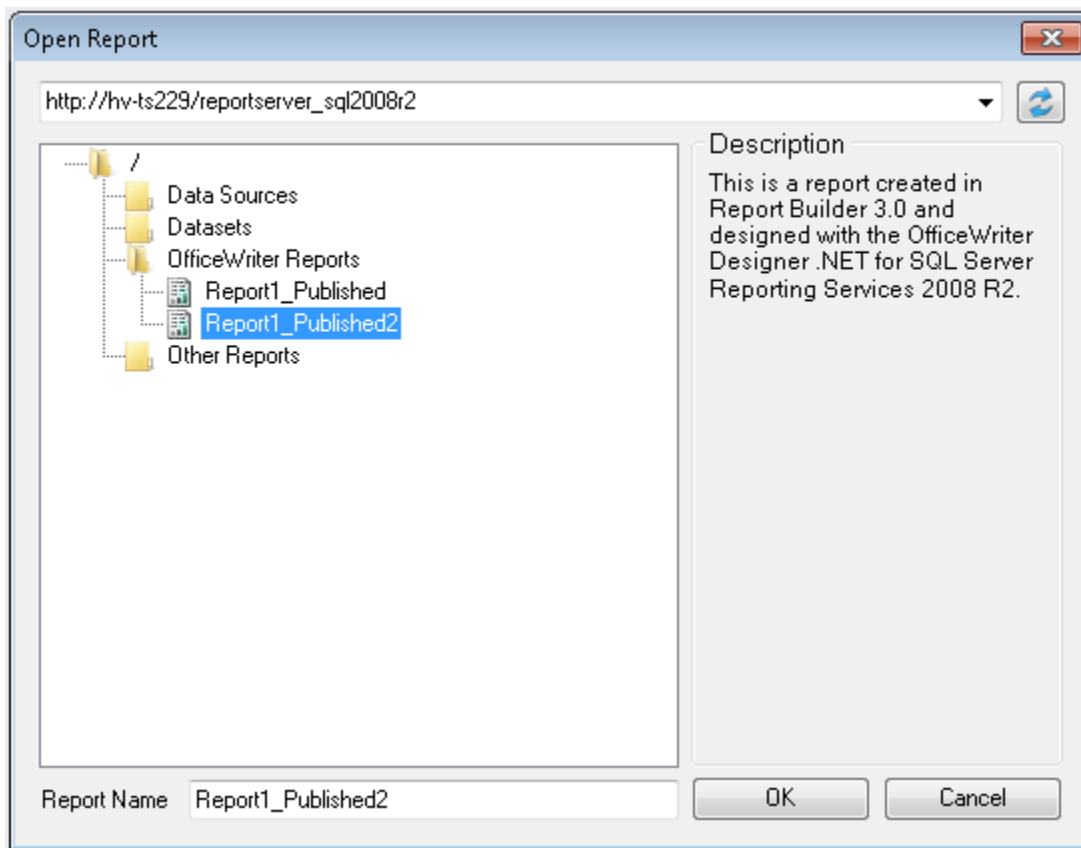 Open Report
http://hv-ts229/reportserver_sql2008r2
/
Data Sources
Datasets
OfficeWriter Reports
Report1_Published
Report1_Published2
Other Reports
Description
This is a report created in
Report Builder 3.0 and
designed with the OfficeWriter
Designer .NET for SQL Server
Reporting Services 2008 R2.
Report Name
Report1_Published2
OK
Cancel